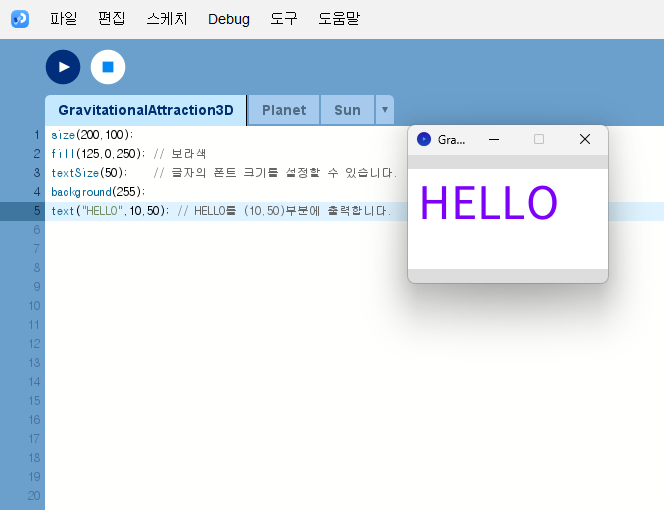 파일 편집 스케치 Debug 도구 도움말
GravitationalAttraction3D Planet Sun ▼
Gra...
1 size(200,100);
2 fill(125,0,250); // 보라색
3 textSize(50); // 글자의 폰트 크기를 설정할 수 있습니다.
4 background(255);
5 text("HELLO",10,50); // HELLO를 (10,50)부분에 출력합니다.
6
7
8
9
10
11
12
13
14
15
16
17
18
19
20
HELLO